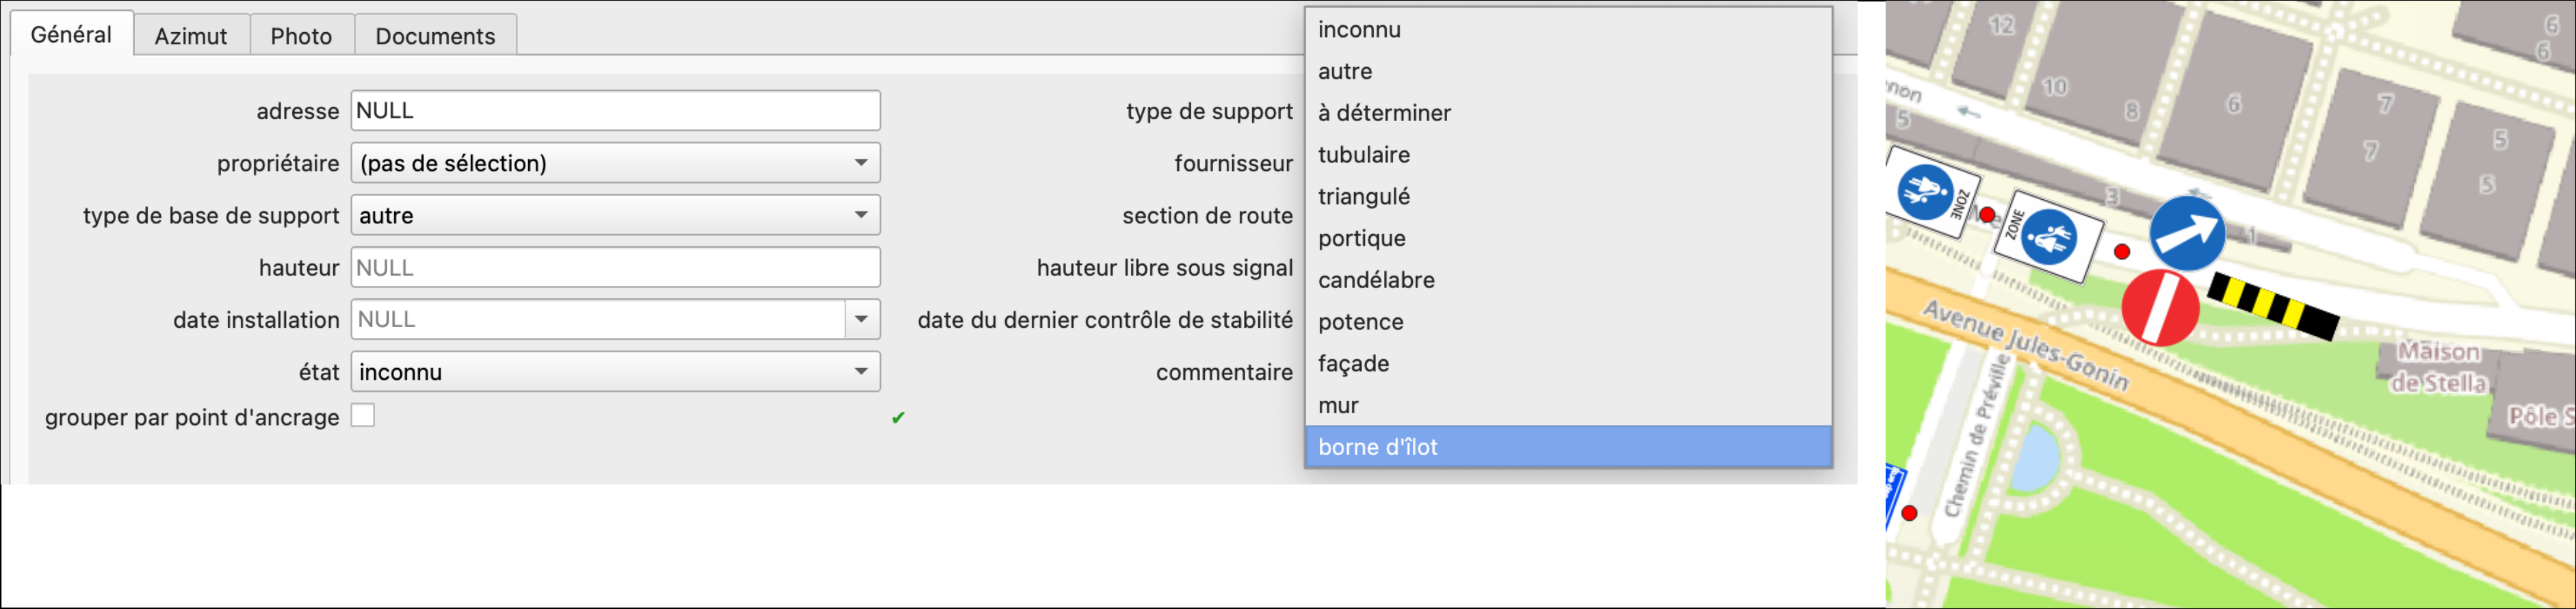 Général
Azimut
Photo
Documents
adresse
NULL
propriétaire
(pas de sélection)
type de base de support
autre
hauteur
NULL
date installation
NULL
état
inconnu
grouper par point d'ancrage
✔
type de support
fournisseur
section de route
hauteur libre sous signal
date du dernier contrôle de stabilité
commentaire
inconnu
autre
à déterminer
tubulaire
triangulé
portique
candélabre
potence
façade
mur
borne d'îlot
12
10
8
6
6
6
7
7
5
5
5
3
1
ZONE
ZONE
Avenue Jules-Gonin
Chemin de Préville
Maison
de Stella
Pôle S